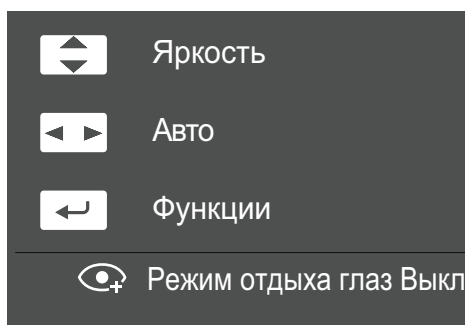 Яркость
Авто
Функции
Режим отдыха глаз Выкл